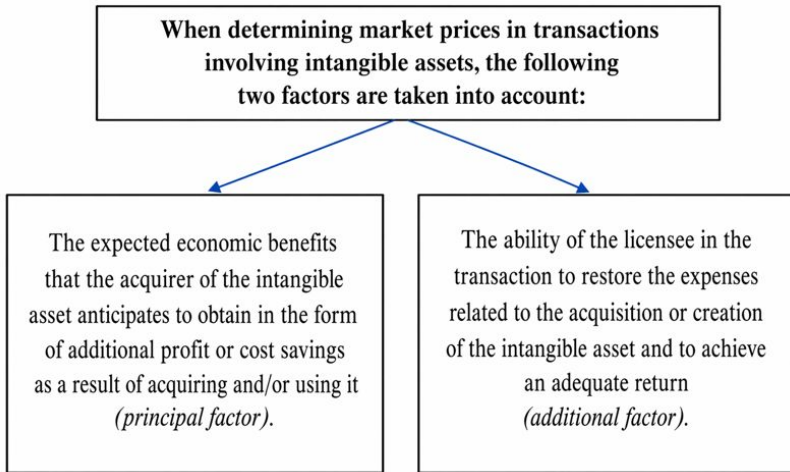 When determining market prices in transactions
involving intangible assets, the following
two factors are taken into account:
The expected economic benefits
that the acquirer of the intangible
asset anticipates to obtain in the form
of additional profit or cost savings
as a result of acquiring and/or using it
(principal factor).
The ability of the licensee in the
transaction to restore the expenses
related to the acquisition or creation
of the intangible asset and to achieve
an adequate return
(additional factor).